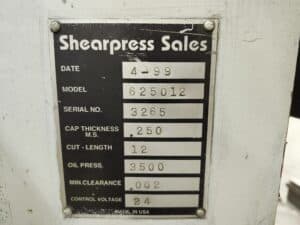 Shearpress Sales
DATE 4-99
MODEL 625012
SERIAL NO. 3265
CAP THICKNESS M.S. .250
CUT - LENGTH 12
OIL PRESS. 3500
MIN. CLEARANCE .002
CONTROL VOLTAGE 24
MADE IN USA